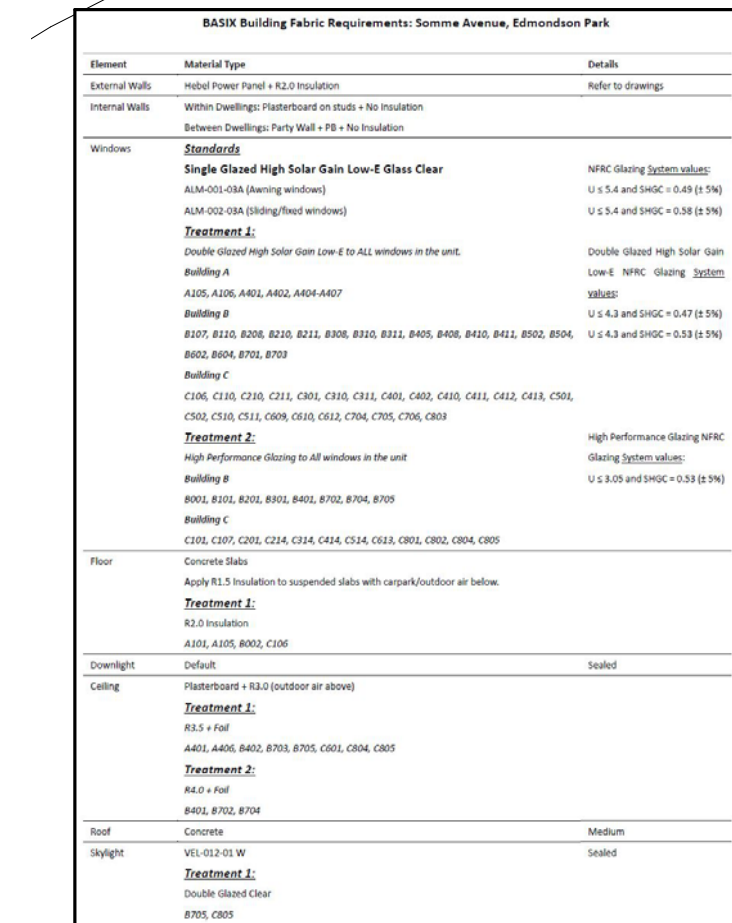 BASIX Building Fabric Requirements: Somme Avenue, Edmondson Park
Element Material Type Details
External Walls Hebel Power Panel + R2.0 Insulation Refer to drawings
Internal Walls Within Dwellings: Plasterboard on studs + No Insulation
Between Dwellings: Party Wall + PB + No Insulation
Windows Standards
Single Glazed High Solar Gain Low-E Glass Clear NFRC Glazing System values:
ALM-001-03A (Awning windows) U ≤ 5.4 and SHGC = 0.49 (± 5%)
ALM-002-03A (Sliding/fixed windows) U ≤ 5.4 and SHGC = 0.58 (± 5%)
Treatment 1:
Double Glazed High Solar Gain Low-E to ALL windows in the unit. Double Glazed High Solar Gain
Building A Low-E NFRC Glazing System
A105, A106, A401, A402, A404-A407 values:
Building B U ≤ 4.3 and SHGC = 0.47 (± 5%)
B107, B110, B208, B210, B211, B308, B310, B311, B405, B408, B410, B411, B502, B504, U ≤ 4.3 and SHGC = 0.53 (± 5%)
B602, B604, B701, B703
Building C
C106, C110, C210, C211, C301, C310, C311, C401, C402, C410, C411, C412, C413, C501,
C502, C510, C511, C609, C610, C612, C704, C705, C706, C803
Treatment 2: High Performance Glazing NFRC
High Performance Glazing to All windows in the unit Glazing System values:
Building B U ≤ 3.05 and SHGC = 0.53 (± 5%)
B001, B101, B201, B301, B401, B702, B704, B705
Building C
C101, C107, C201, C214, C314, C414, C514, C613, C801, C802, C804, C805
Floor Concrete Slabs
Apply R1.5 Insulation to suspended slabs with carpark/outdoor air below.
Treatment 1:
R2.0 Insulation
A101, A105, B002, C106
Downlight Default Sealed
Ceiling Plasterboard + R3.0 (outdoor air above)
Treatment 1:
R3.5 + Foil
A401, A406, B402, B703, B705, C601, C804, C805
Treatment 2:
R4.0 + Foil
B401, B702, B704
Roof Concrete Medium
Skylight VEL-012-01 W Sealed
Treatment 1:
Double Glazed Clear
B705, C805